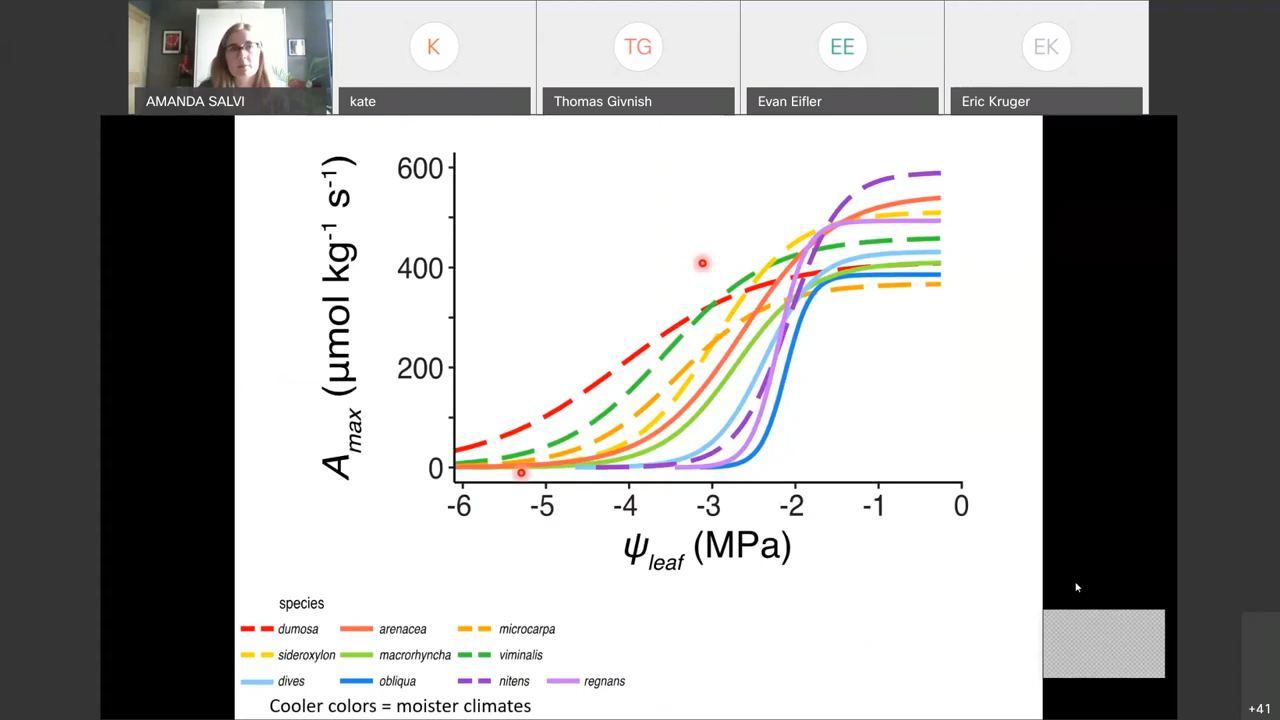 K
TG
EE
EK
AMANDA SALVI
kate
Thomas Givnish
Evan Eifler
Eric Kruger
600
400
200
0
A_max (µmol kg⁻¹ s⁻¹)
-6 -5 -4 -3 -2 -1 0
ψ_leaf (MPa)
species
dumosa arenacea microcarpa
sideroxylon macrorhyncha viminalis
dives obliqua nitens regnans
Cooler colors = moister climates
+41